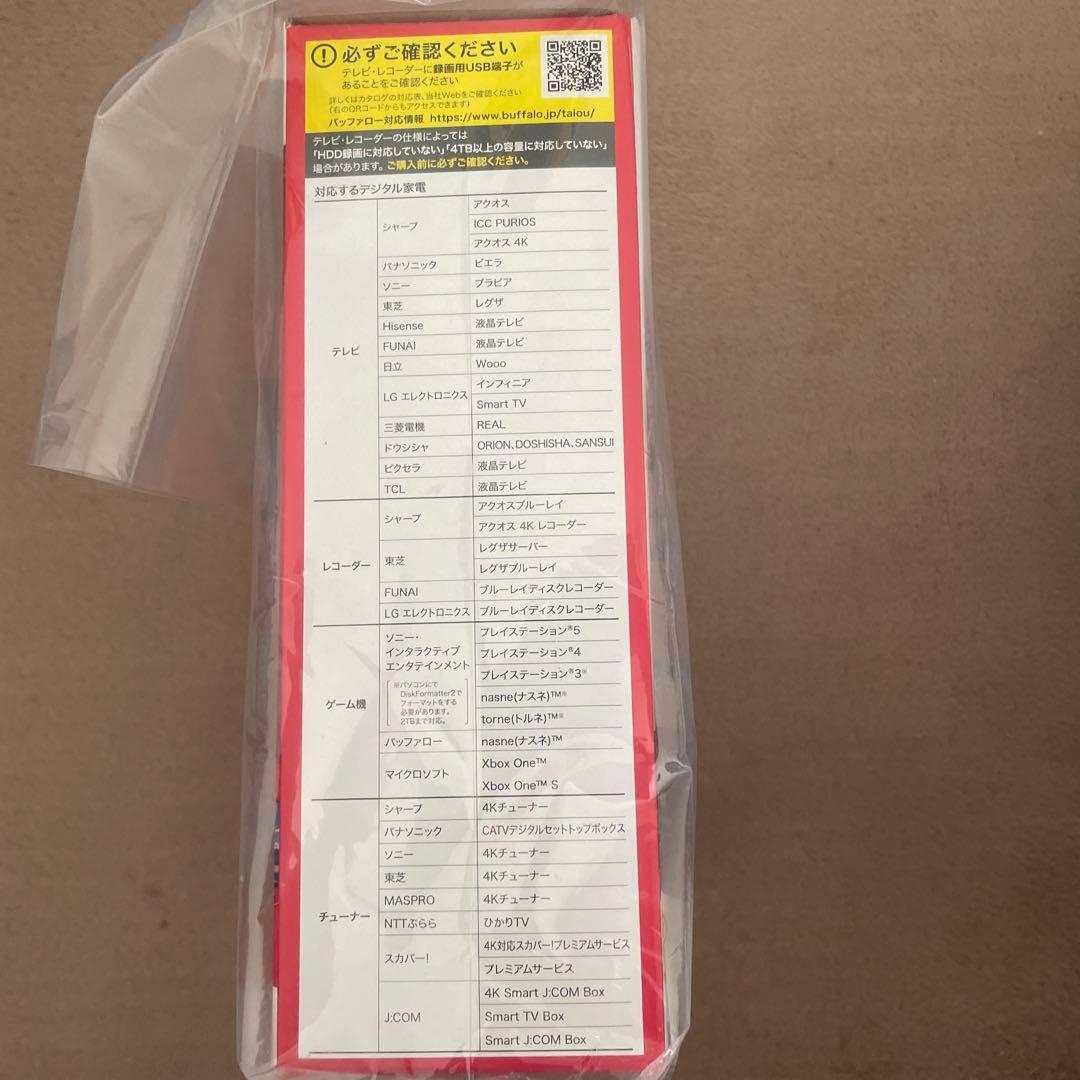 ! 必ずご確認ください
テレビ・レコーダーに録画用USB端子が
あることをご確認ください
詳しくはカタログの対応表、当社Webをご確認ください
(右のQRコードからもアクセスできます)
バッファロー対応情報 https://www.buffalo.jp/taiou/
テレビ・レコーダーの仕様によっては
「HDD録画に対応していない」「4TB以上の容量に対応していない」
場合があります。ご購入前に必ずご確認ください。
対応するデジタル家電
テレビ
シャープ
アクオス
ICC PURIOS
アクオス 4K
パナソニック ビエラ
ソニー ブラビア
東芝 レグザ
Hisense 液晶テレビ
FUNAI 液晶テレビ
日立 Wooo
LG エレクトロニクス
インフィニア
Smart TV
三菱電機 REAL
ドウシシャ ORION、DOSHISHA、SANSUI
ピクセラ 液晶テレビ
TCL 液晶テレビ
レコーダー
シャープ
アクオスブルーレイ
アクオス 4K レコーダー
東芝
レグザサーバー
レグザブルーレイ
FUNAI ブルーレイディスクレコーダー
LG エレクトロニクス ブルーレイディスクレコーダー
ゲーム機
ソニー・
インタラクティブ
エンタテインメント
※パソコンにて
DiskFormatter2で
フォーマットをする
必要があります。
2TBまで対応。
プレイステーション®5
プレイステーション®4
プレイステーション®3※
nasne(ナスネ)™※
torne(トルネ)™※
バッファロー nasne(ナスネ)™
マイクロソフト
Xbox One™
Xbox One™ S
チューナー
シャープ 4Kチューナー
パナソニック CATVデジタルセットトップボックス
ソニー 4Kチューナー
東芝 4Kチューナー
MASPRO 4Kチューナー
NTTぷらら ひかりTV
スカパー!
4K対応スカパー!プレミアムサービス
プレミアムサービス
J:COM
4K Smart J:COM Box
Smart TV Box
Smart J:COM Box